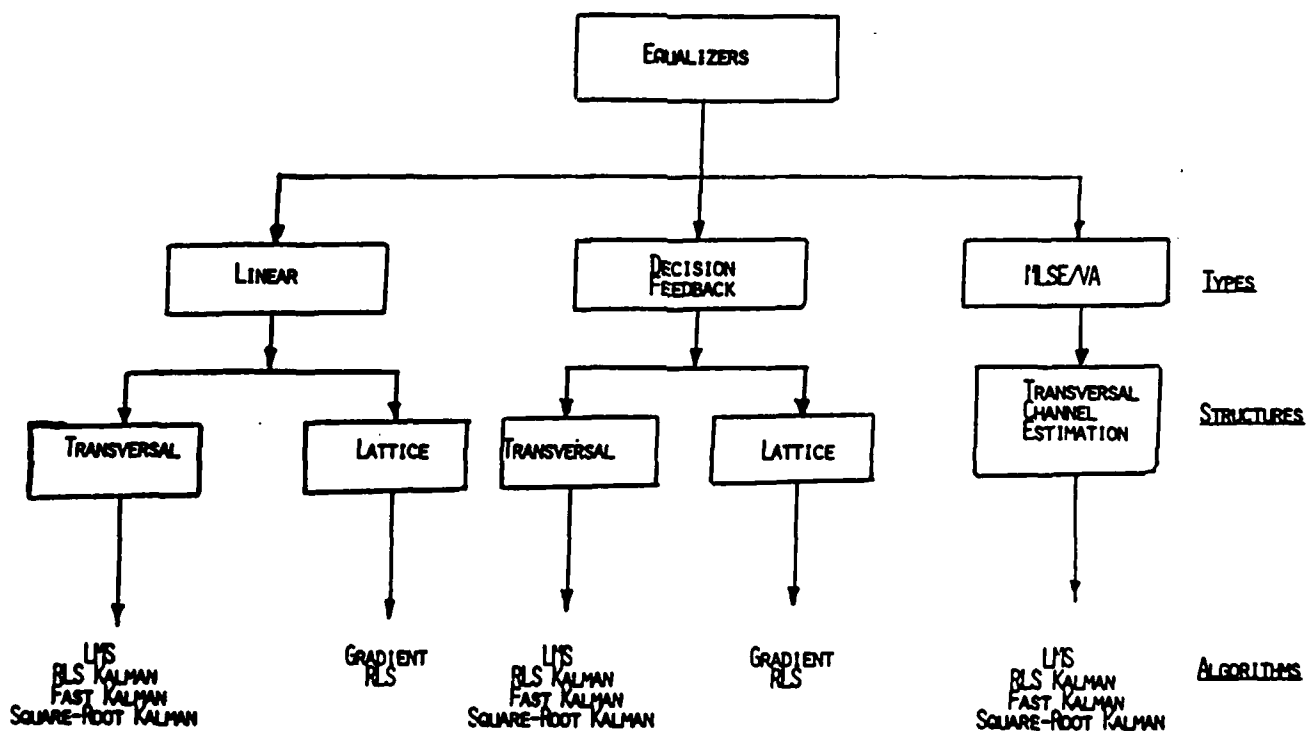 EQUALIZERS
LINEAR
DECISION
FEEDBACK
MLSE/VA
TYPES
TRANSVERSAL
LATTICE
TRANSVERSAL
LATTICE
TRANSVERSAL
CHANNEL
ESTIMATION
STRUCTURES
LMS
RLS KALMAN
FAST KALMAN
SQUARE-ROOT KALMAN
GRADIENT
RLS
LMS
RLS KALMAN
FAST KALMAN
SQUARE-ROOT KALMAN
GRADIENT
RLS
LMS
RLS KALMAN
FAST KALMAN
SQUARE-ROOT KALMAN
ALGORITHMS